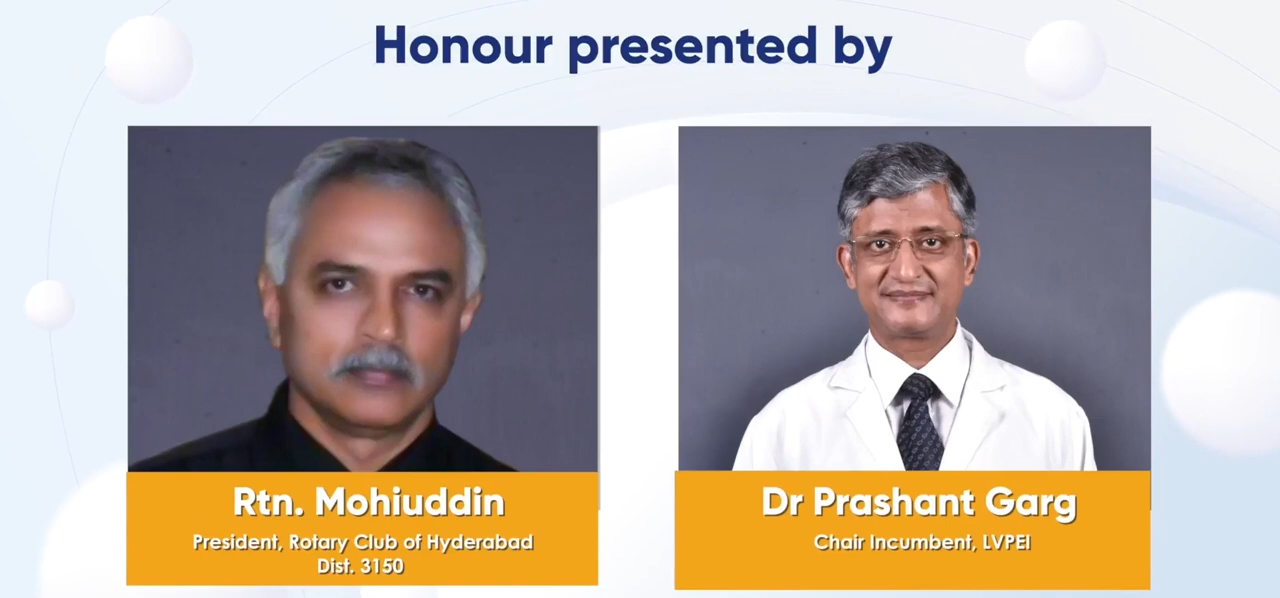 Honour presented by
Rtn. Mohiuddin
President, Rotary Club of Hyderabad
Dist. 3150
Dr Prashant Garg
Chair Incumbent, LVPEI